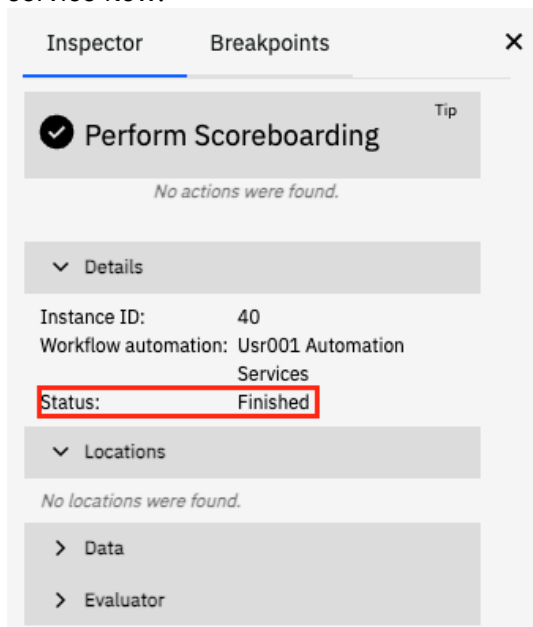 Inspector Breakpoints
Tip
Perform Scoreboarding
No actions were found.
Details
Instance ID: 40
Workflow automation: Usr001 Automation
Services
Status: Finished
Locations
No locations were found.
Data
Evaluator